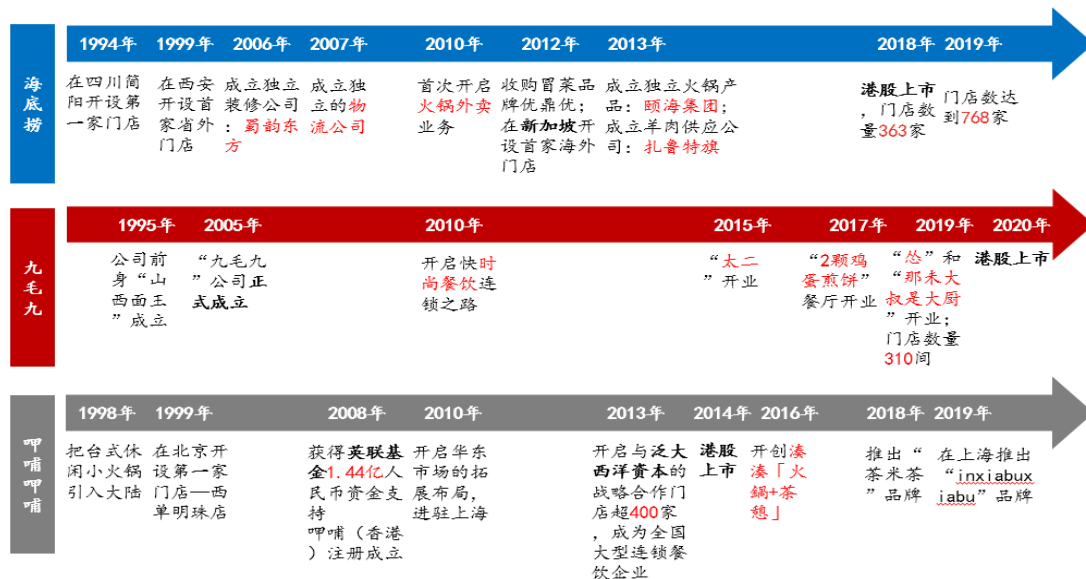 海底捞
1994年 1999年 2006年 2007年 2010年 2012年 2013年 2018年 2019年
在四川简
阳开设第
一家门店
在西安
开设首
家省外
门店
成立独立
装修公司
：蜀韵东
方
成立独
立的物
流公司
首次开启
火锅外卖
业务
收购冒菜品
牌优鼎优；
在新加坡开
设首家海外
门店
成立独立火锅产
品：颐海集团；
成立羊肉供应公
司：扎鲁特旗
港股上市
，门店数
量363家
门店数达
到768家
九毛九
1995年 2005年 2010年 2015年 2017年 2019年 2020年
公司前
身“山
西面王
”成立
“九毛九
”公司正
式成立
开启快时
尚餐饮连
锁之路
“太二
”开业
“2颗鸡
蛋煎饼”
餐厅开业
“怂”和
“那未大
叔是大厨
”开业；
门店数量
310间
港股上市
呷哺呷哺
1998年 1999年 2008年 2010年 2013年 2014年 2016年 2018年 2019年
把台式休
闲小火锅
引入大陆
在北京开
设第一家
门店—西
单明珠店
获得英联基
金1.44亿人
民币资金支
持
呷哺（香港
）注册成立
开启华东
市场的拓
展布局，
进驻上海
开启与泛大
西洋资本的
战略合作门
店超400家
，成为全国
大型连锁餐
饮企业
港股
上市
开创湊
湊「火
鍋+茶
憩」
推出“
茶米茶
”品牌
在上海推出
“inxiabux
iabu”品牌